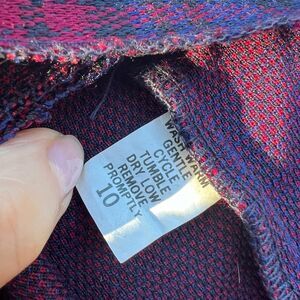 WASH WARM
GENTLE
CYCLE
TUMBLE
DRY LOW
REMOVE
PROMPTLY
10